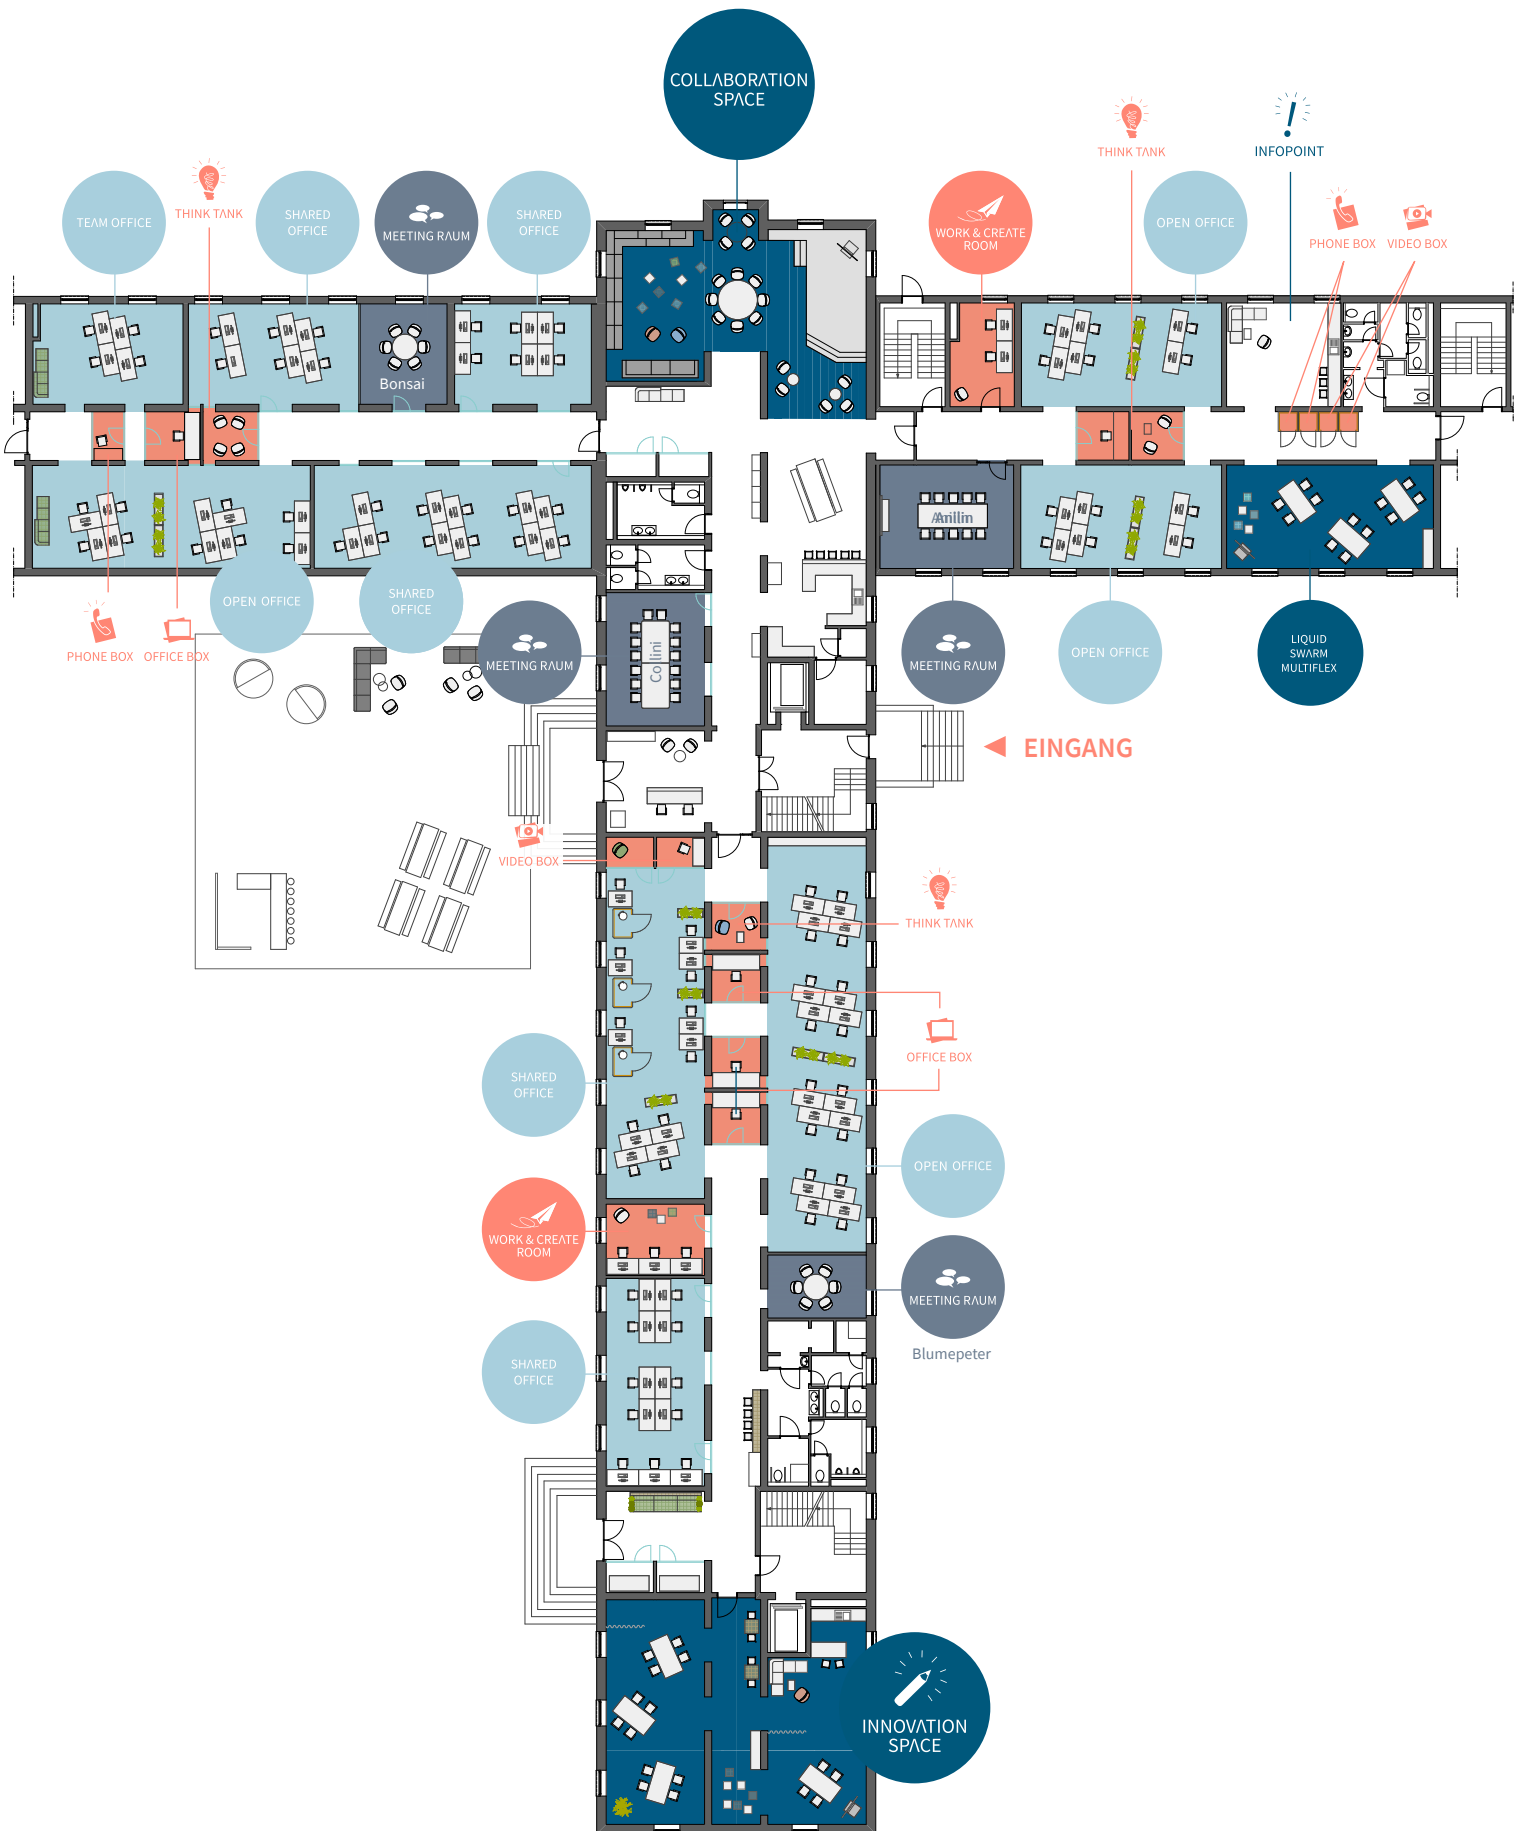 COLLABORATION
SPACE
THINK TANK
INFOPOINT
TEAM OFFICE
THINK TANK
SHARED
OFFICE
MEETING RAUM
SHARED
OFFICE
WORK & CREATE
ROOM
OPEN OFFICE
PHONE BOX
VIDEO BOX
Bonsai
Anilin
Collini
OPEN OFFICE
SHARED
OFFICE
PHONE BOX
OFFICE BOX
MEETING RAUM
MEETING RAUM
OPEN OFFICE
LIQUID
SWARM
MULTIFLEX
EINGANG
VIDEO BOX
THINK TANK
OFFICE BOX
SHARED
OFFICE
OPEN OFFICE
WORK & CREATE
ROOM
MEETING RAUM
Blumepeter
SHARED
OFFICE
INNOVATION
SPACE